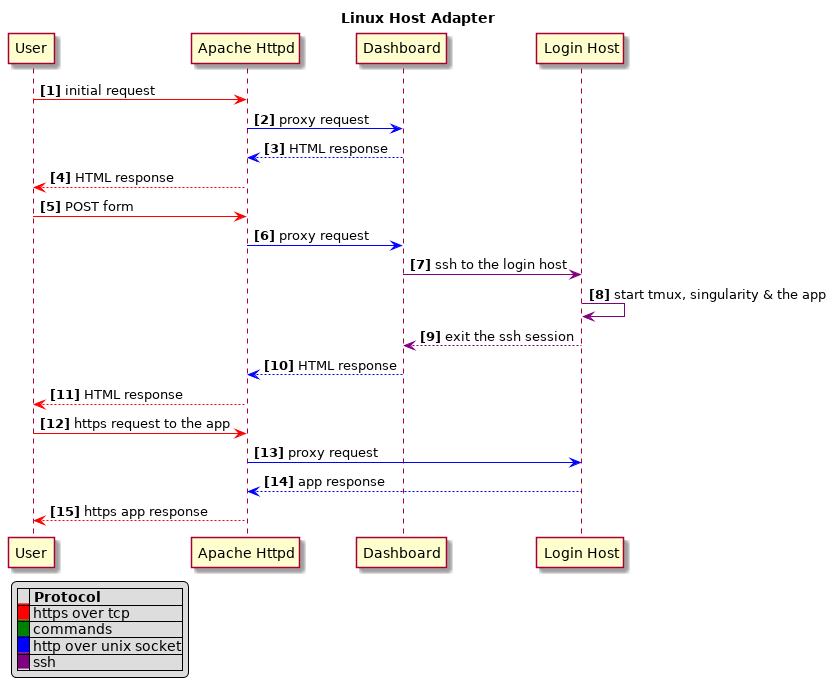 Linux Host Adapter
User Apache Httpd Dashboard Login Host
[1] initial request
[2] proxy request
[3] HTML response
[4] HTML response
[5] POST form
[6] proxy request
[7] ssh to the login host
[8] start tmux, singularity & the app
[9] exit the ssh session
[10] HTML response
[11] HTML response
[12] https request to the app
[13] proxy request
[14] app response
[15] https app response
User Apache Httpd Dashboard Login Host
Protocol
https over tcp
commands
http over unix socket
ssh